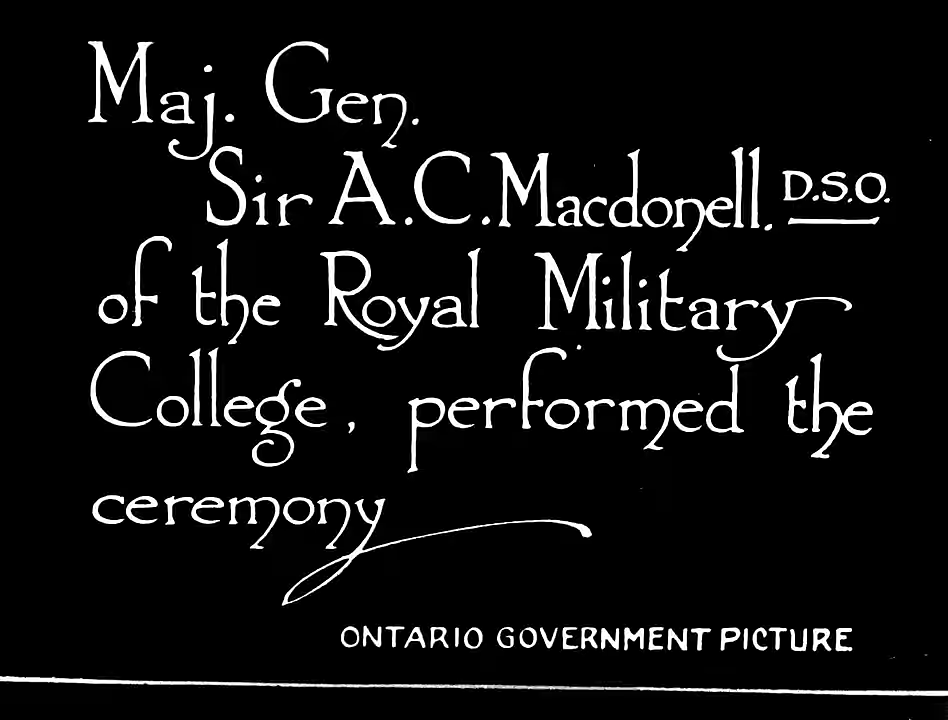 Maj. Gen.
Sir A.C. Macdonell. D.S.O.
of the Royal Military
College, performed the
ceremony
ONTARIO GOVERNMENT PICTURE